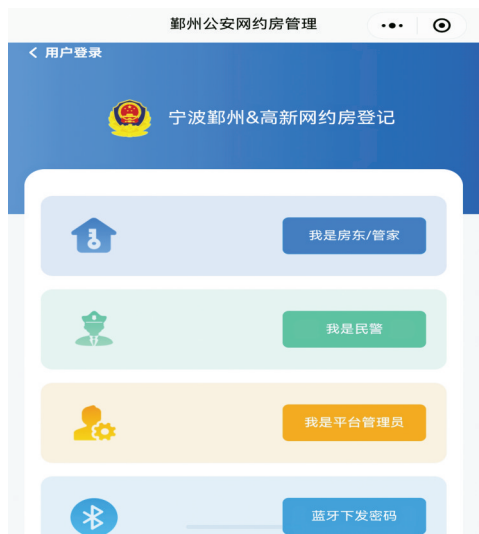 鄞州公安网约房管理
用户登录
宁波鄞州&高新网约房登记
我是房东/管家
我是民警
我是平台管理员
蓝牙下发密码